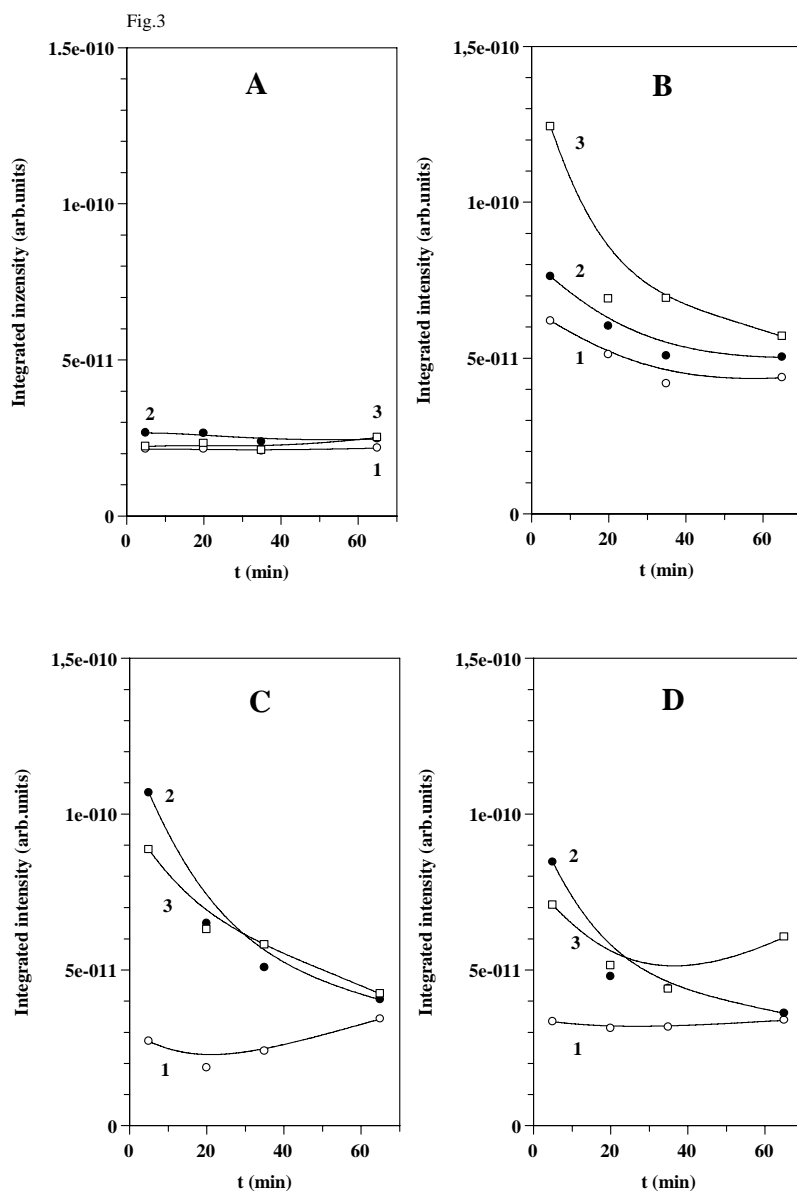 Fig.3
1.5e-010
A
Integrated inzensity (arb.units)
1e-010
5e-011
2
3
1
0
0 20 40 60
t (min)
1,5e-010
B
3
Integrated intensity (arb.units)
1e-010
2
5e-011
1
0
0 20 40 60
t (min)
1,5e-010
C
2
Integrated intensity (arb.units)
1e-010
3
5e-011
1
0
0 20 40 60
t (min)
1,5e-010
D
Integrated intensity (arb.units)
1e-010
2
3
5e-011
1
0
0 20 40 60
t (min)